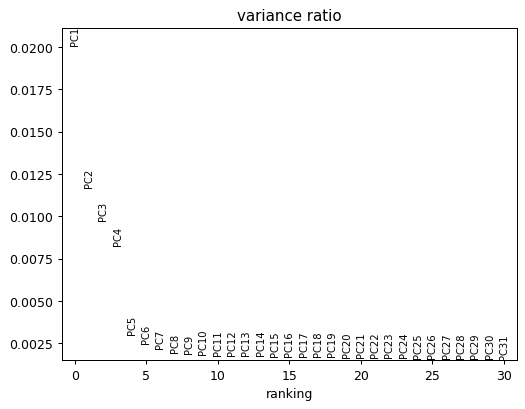 variance ratio
0.0200
0.0175
0.0150
0.0125
0.0100
0.0075
0.0050
0.0025
PC1
PC2
PC3
PC4
PC5
PC6
PC7
PC8
PC9
PC10
PC11
PC12
PC13
PC14
PC15
PC16
PC17
PC18
PC19
PC20
PC21
PC22
PC23
PC24
PC25
PC26
PC27
PC28
PC29
PC30
PC31
0 5 10 15 20 25 30
ranking